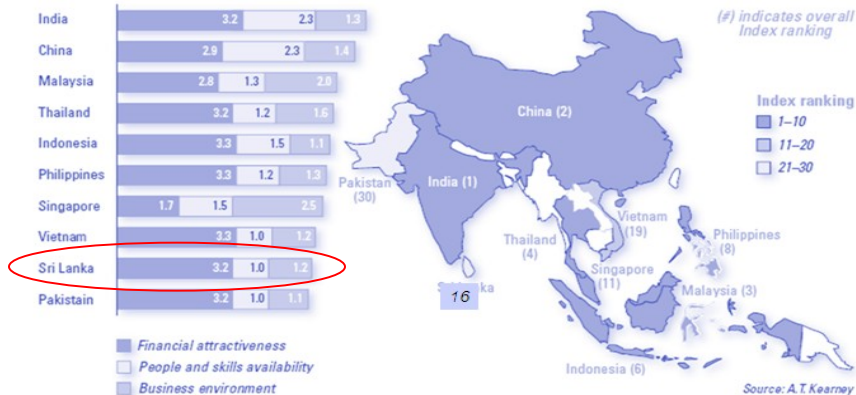 India 3.2 2.3 1.3
China 2.9 2.3 1.4
Malaysia 2.8 1.3 2.0
Thailand 3.2 1.2 1.6
Indonesia 3.3 1.5 1.1
Philippines 3.3 1.2 1.3
Singapore 1.7 1.5 2.5
Vietnam 3.3 1.0 1.2
Sri Lanka 3.2 1.0 1.2
Pakistain 3.2 1.0 1.1
Financial attractiveness
People and skills availability
Business environment
(#) indicates overall
Index ranking
Index ranking
1–10
11–20
21–30
China (2)
Pakistan
(30)
India (1)
Vietnam
(19)
Thailand
(4)
Philippines
(8)
Singapore
(11)
Malaysia (3)
16
Indonesia (6)
Source: A.T. Kearney